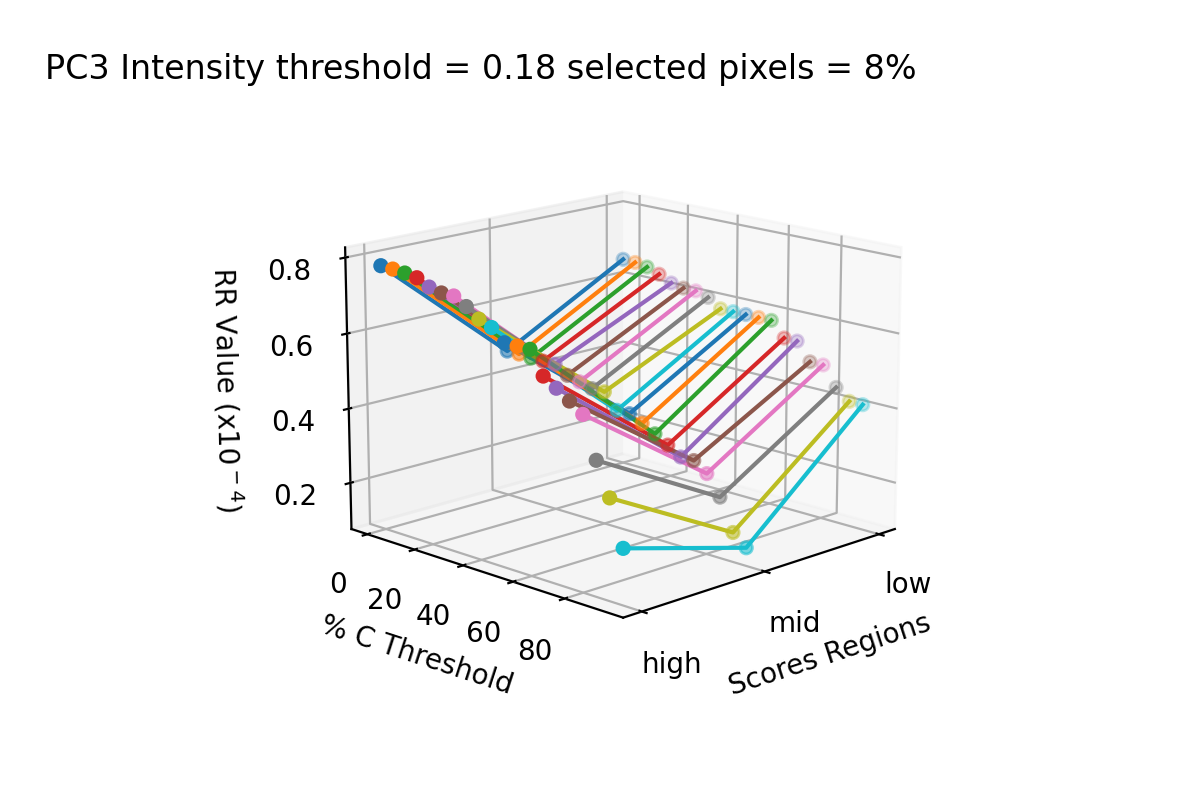 PC3 Intensity threshold = 0.18 selected pixels = 8%
RR Value (x10⁻⁴)
0.8
0.6
0.4
0.2
0
20
40
60
80
% C Threshold
high
mid
low
Scores Regions